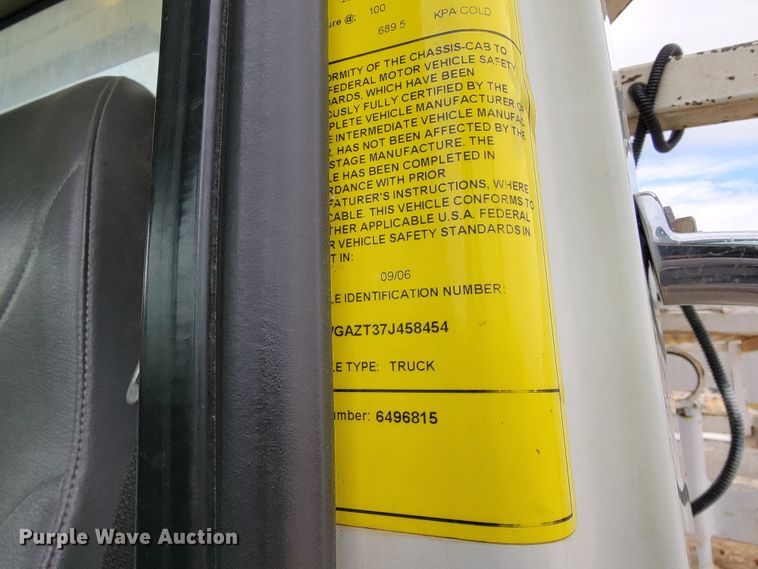 ure @: 100
689.5 KPA COLD
ORMITY OF THE CHASSIS-CAB TO
FEDERAL MOTOR VEHICLE SAFETY
ARDS, WHICH HAVE BEEN
OUSLY FULLY CERTIFIED BY THE
PLETE VEHICLE MANUFACTURER OR
E INTERMEDIATE VEHICLE MANUFAC-
R, HAS NOT BEEN AFFECTED BY THE
STAGE MANUFACTURE. THE
LE HAS BEEN COMPLETED IN
RDANCE WITH PRIOR
FATURER'S INSTRUCTIONS, WHERE
CABLE. THIS VEHICLE CONFORMS TO
THER APPLICABLE U.S.A. FEDERAL
R VEHICLE SAFETY STANDARDS IN
T IN:
09/06
LE IDENTIFICATION NUMBER:
VGAZT37J458454
LE TYPE: TRUCK
umber: 6496815
Purple Wave Auction